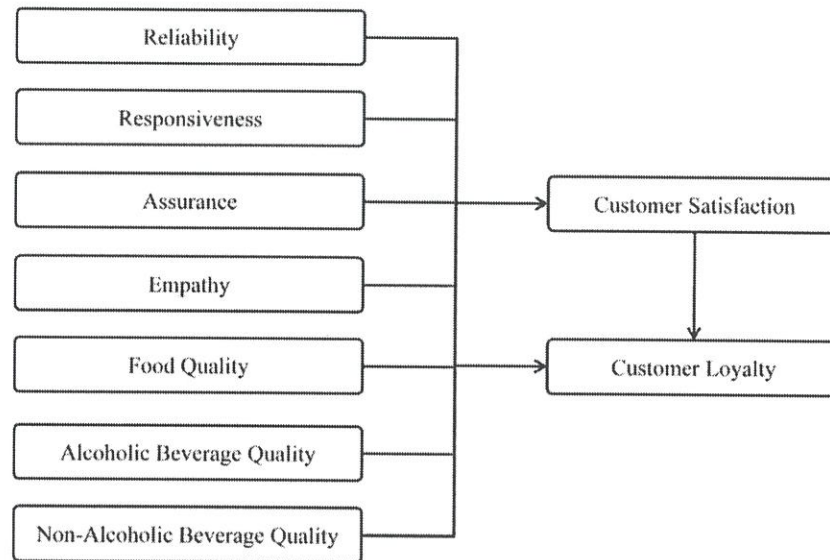 Reliability
Responsiveness
Assurance
Empathy
Food Quality
Alcoholic Beverage Quality
Non-Alcoholic Beverage Quality
Customer Satisfaction
Customer Loyalty